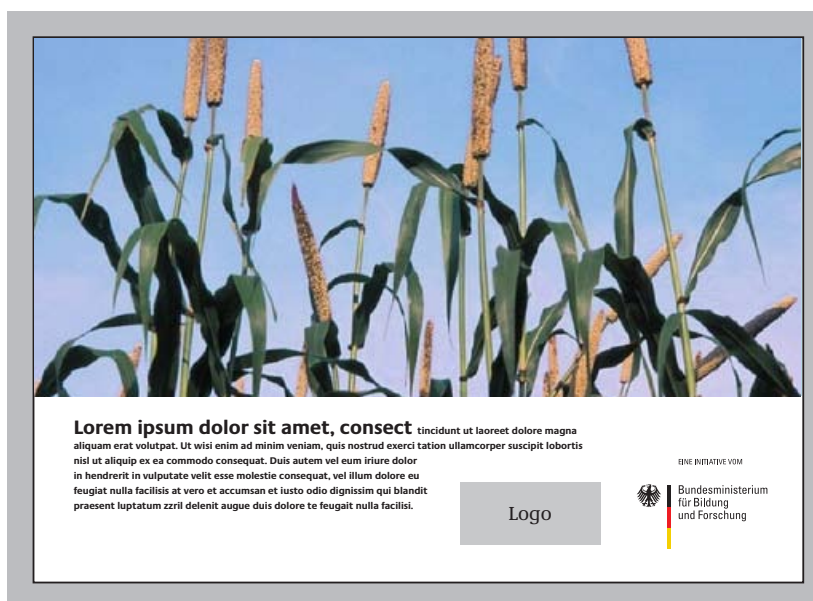 Lorem ipsum dolor sit amet, consect tincidunt ut laoreet dolore magna
aliquam erat volutpat. Ut wisi enim ad minim veniam, quis nostrud exerci tation ullamcorper suscipit lobortis
nisl ut aliquip ex ea commodo consequat. Duis autem vel eum iriure dolor
in hendrerit in vulputate velit esse molestie consequat, vel illum dolore eu
feugiat nulla facilisis at vero et accumsan et iusto odio dignissim qui blandit
praesent luptatum zzril delenit augue duis dolore te feugait nulla facilisi.
Logo
EINE INITIATIVE VOM
Bundesministerium
für Bildung
und Forschung